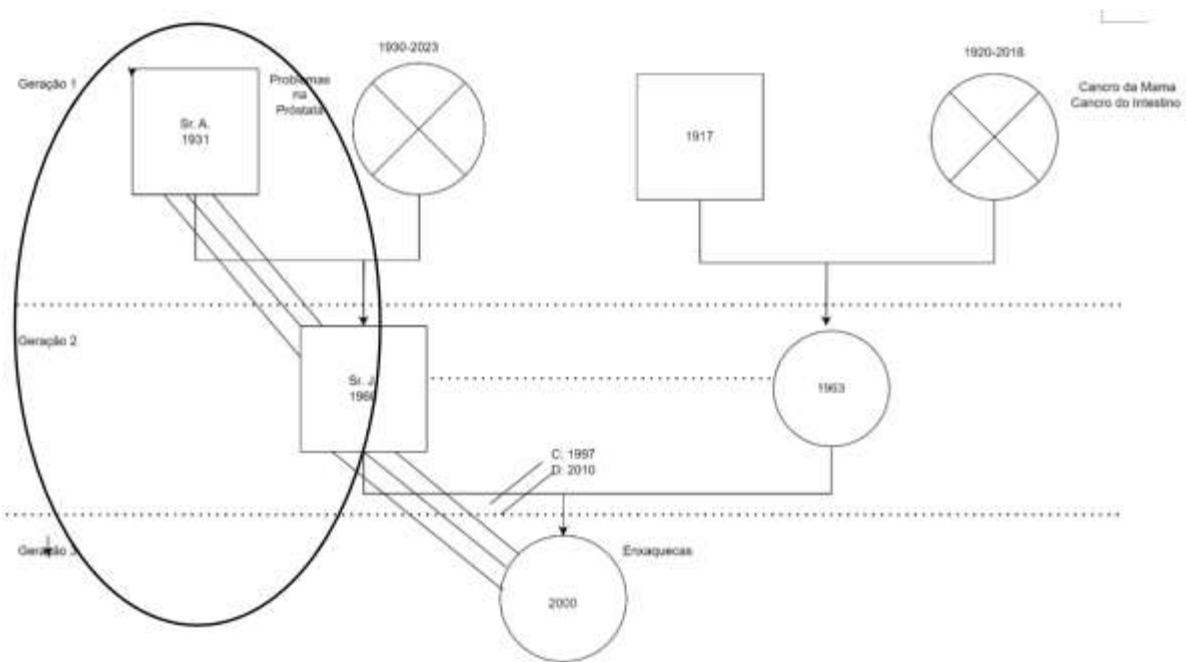 1930-2023
1920-2018
Geração 1
Problemas
na
Próstata
Cancro da Mama
Cancro do Intestino
Sr. A.
1931
1917
Geração 2
Sr. J.
1963
C: 1997
D: 2010
Geração
Enxaquecas
2000